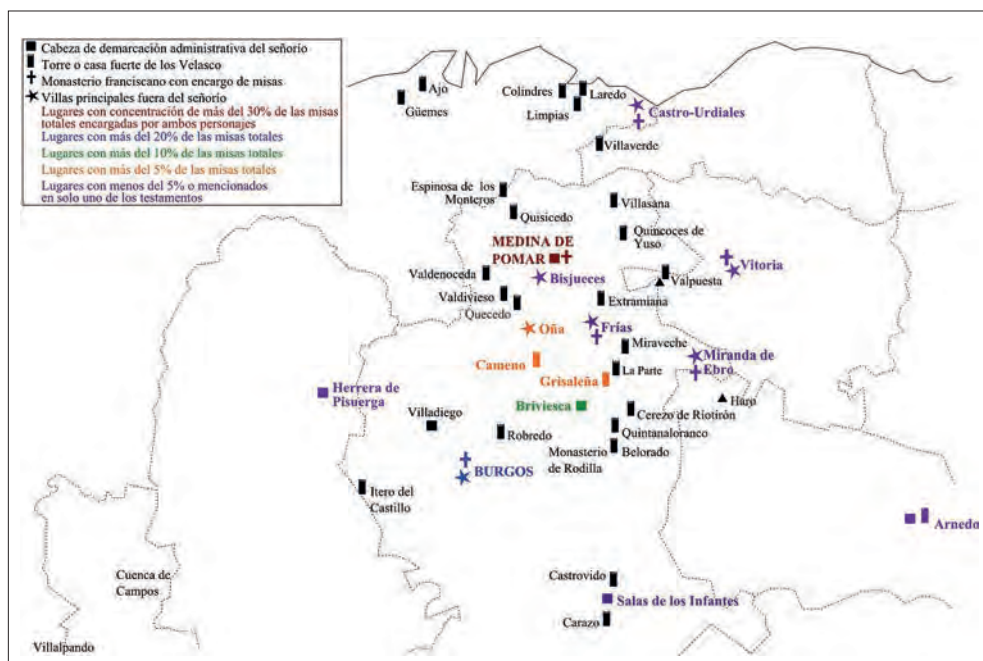 Cabeza de demarcación administrativa del señorío
Torre o casa fuerte de los Velasco
Monasterio franciscano con encargo de misas
Villas principales fuera del señorío
Lugares con concentración de más del 30% de las misas
totales encargadas por ambos personajes
Lugares con más del 20% de las misas totales
Lugares con más del 10% de las misas totales
Lugares con más del 5% de las misas totales
Lugares con menos del 5% o mencionados
en solo uno de los testamentos
Ajo
Güemes
Colindres
Laredo
Limpias
Castro-Urdiales
Villaverde
Espinosa de los
Monteros
Villasana
Quisicedo
Quincoces de
Yuso
MEDINA DE
POMAR
Vitoria
Valdenoceda
Bisjueces
Valpuesta
Valdivieso
Quecedo
Extramiana
Oña
Frías
Miraveche
Miranda de
Ebro
Cameno
La Parte
Grisaleña
Herrera de
Pisuerga
Haro
Briviesca
Villadiego
Cerezo de Riotirón
Robredo
Quintanaloranco
Monasterio
de Rodilla
Belorado
BURGOS
Itero del
Castillo
Arnedo
Cuenca de
Campos
Castrovido
Salas de los Infantes
Carazo
Villalpando